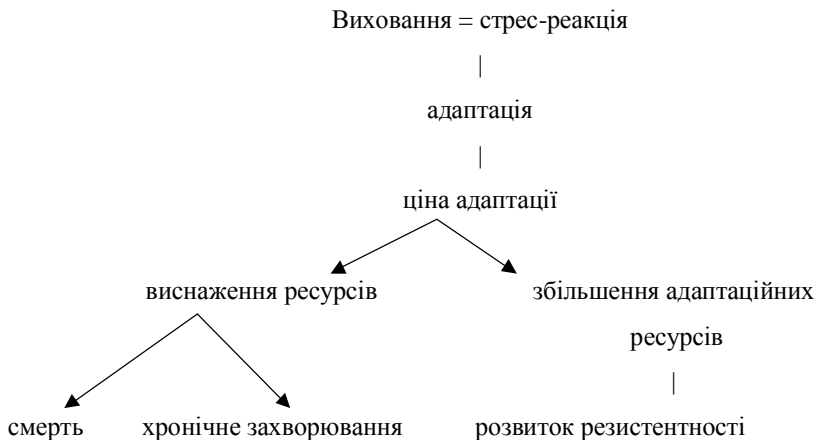 Виховання = стрес-реакція
|
адаптація
|
ціна адаптації
виснаження ресурсів збільшення адаптаційних
ресурсів
|
смерть хронічне захворювання розвиток резистентності